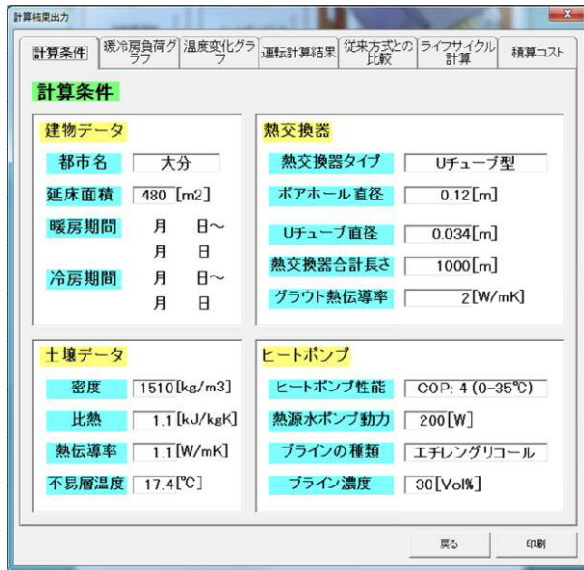 計算結果出力
計算条件
暖冷房負荷グ
ラフ
温度変化グラ
フ
運転計算結果
従来方式との
比較
ライフサイクル
計算
積算コスト
計算条件
建物データ
都市名 大分
延床面積 480 [m2]
暖房期間 月 日～
月 日
冷房期間 月 日～
月 日
熱交換器
熱交換器タイプ Uチューブ型
ボアホール直径 0.12[m]
Uチューブ直径 0.034[m]
熱交換器合計長さ 1000[m]
グラウト熱伝導率 2[W/mK]
土壌データ
密度 1510[kg/m3]
比熱 1.1[kJ/kgK]
熱伝導率 1.1[W/mK]
不易層温度 17.4[℃]
ヒートポンプ
ヒートポンプ性能 COP: 4 (0-35℃)
熱源水ポンプ動力 200[W]
ブラインの種類 エチレングリコール
ブライン濃度 30[Vol%]
戻る 印刷